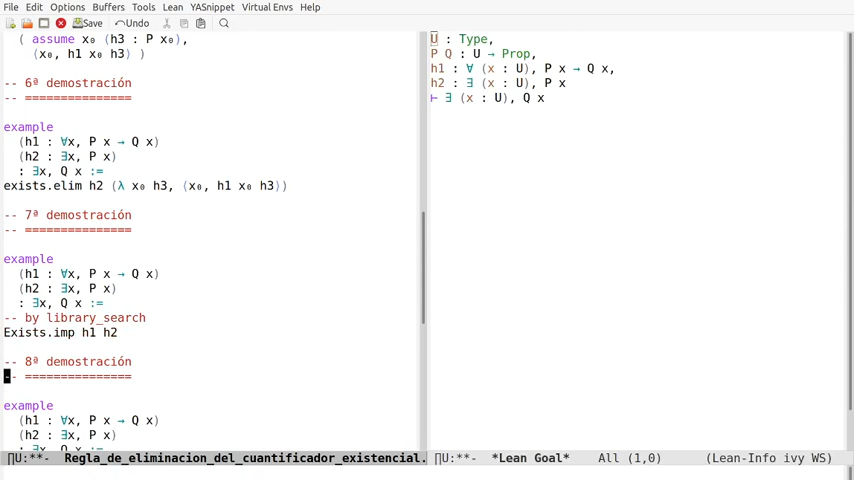 File Edit Options Buffers Tools Lean YASnippet Virtual Envs Help
Save Undo
( assume x₀ (h3 : P x₀),
⟨x₀, h1 x₀ h3⟩ )
-- 6ª demostración
-- ===============
example
(h1 : ∀x, P x → Q x)
(h2 : ∃x, P x)
: ∃x, Q x :=
exists.elim h2 (λ x₀ h3, ⟨x₀, h1 x₀ h3⟩)
-- 7ª demostración
-- ===============
example
(h1 : ∀x, P x → Q x)
(h2 : ∃x, P x)
: ∃x, Q x :=
-- by library_search
Exists.imp h1 h2
-- 8ª demostración
-- ===============
example
(h1 : ∀x, P x → Q x)
(h2 : ∃x, P x)
: ∃x, Q x :=
∏U:**- Regla_de_eliminacion_del_cuantificador_existencial.
U : Type,
P Q : U → Prop,
h1 : ∀ (x : U), P x → Q x,
h2 : ∃ (x : U), P x
⊢ ∃ (x : U), Q x
∏U:**- *Lean Goal* All (1,0) (Lean-Info ivy WS)